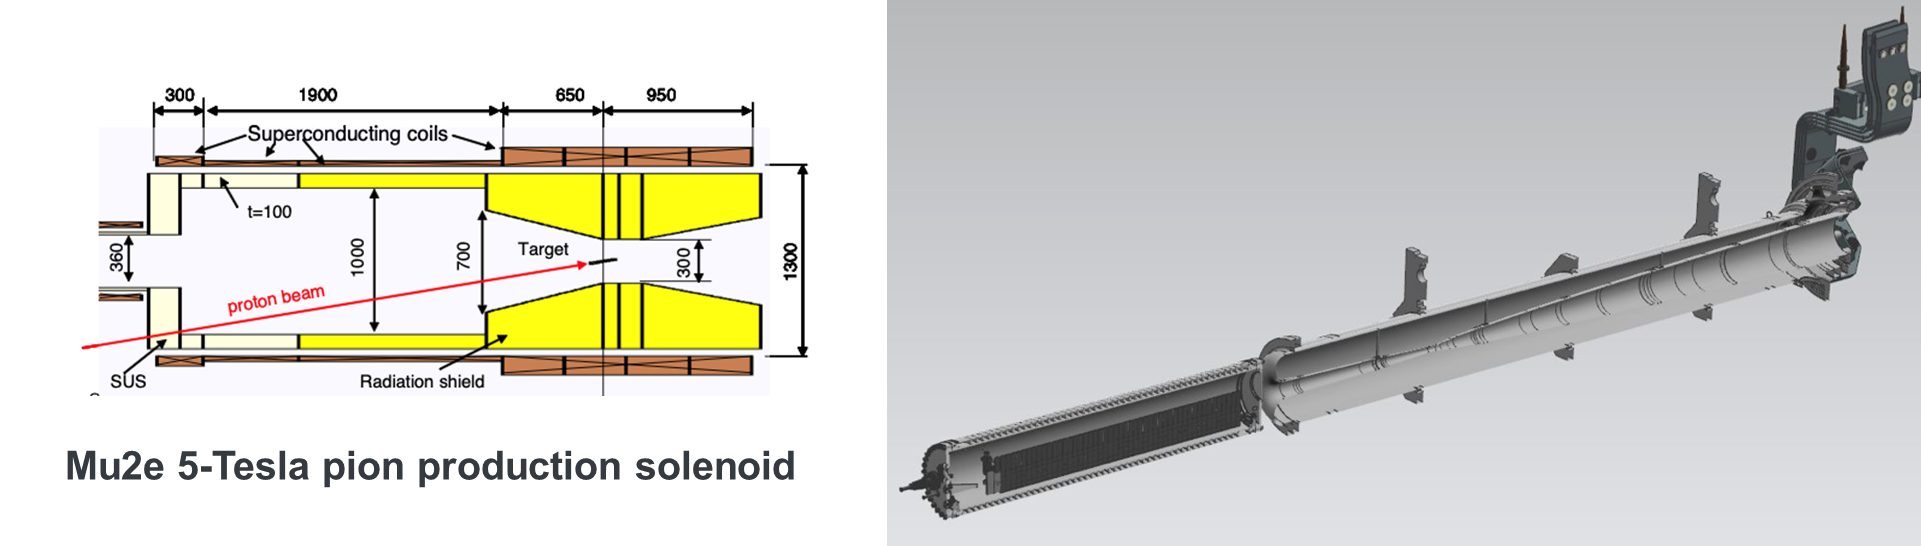 300 1900 650 950
Superconducting coils
t=100
360
1000
700
Target
300
1300
proton beam
SUS
Radiation shield
Mu2e 5-Tesla pion production solenoid